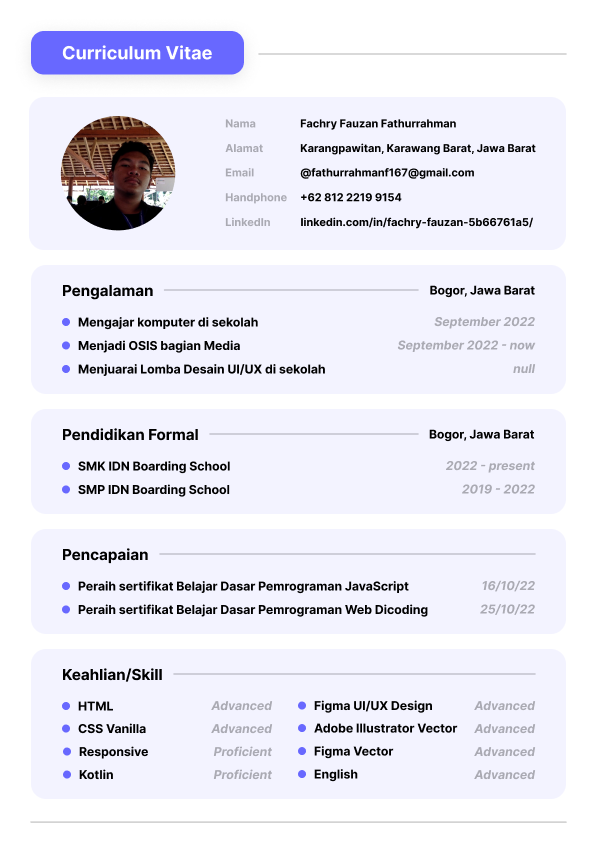 Curriculum Vitae
Nama Fachry Fauzan Fathurrahman
Alamat Karangpawitan, Karawang Barat, Jawa Barat
Email @fathurrahmanf167@gmail.com
Handphone +62 812 2219 9154
LinkedIn linkedin.com/in/fachry-fauzan-5b66761a5/
Pengalaman Bogor, Jawa Barat
Mengajar komputer di sekolah September 2022
Menjadi OSIS bagian Media September 2022 - now
Menjuarai Lomba Desain UI/UX di sekolah null
Pendidikan Formal Bogor, Jawa Barat
SMK IDN Boarding School 2022 - present
SMP IDN Boarding School 2019 - 2022
Pencapaian
Peraih sertifikat Belajar Dasar Pemrograman JavaScript 16/10/22
Peraih sertifikat Belajar Dasar Pemrograman Web Dicoding 25/10/22
Keahlian/Skill
HTML Advanced Figma UI/UX Design Advanced
CSS Vanilla Advanced Adobe Illustrator Vector Advanced
Responsive Proficient Figma Vector Advanced
Kotlin Proficient English Advanced